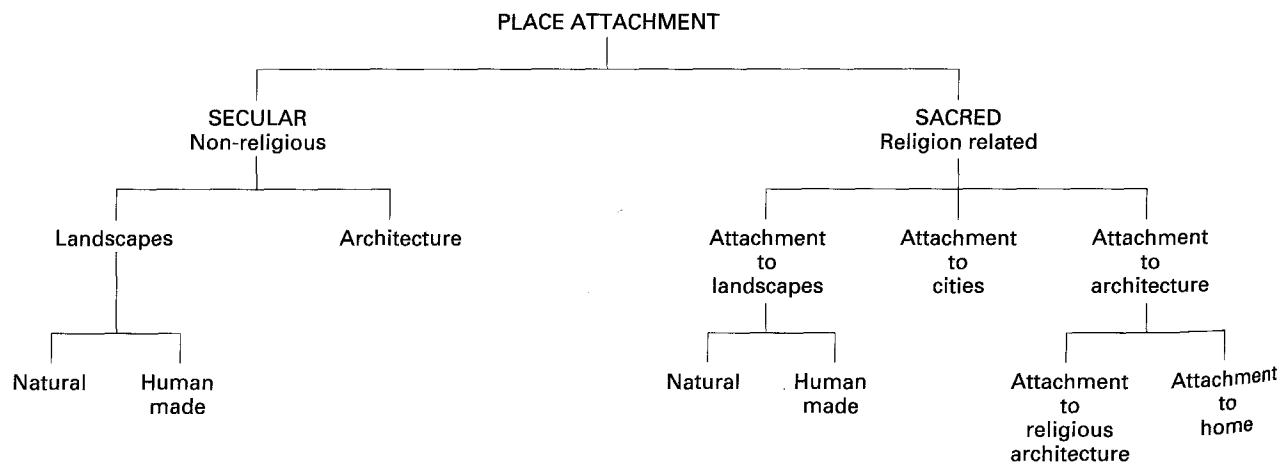 PLACE ATTACHMENT
SECULAR
Non-religious
SACRED
Religion related
Landscapes
Architecture
Attachment
to
landscapes
Attachment
to
cities
Attachment
to
architecture
Natural
Human
made
Natural
Human
made
Attachment
to
religious
architecture
Attachment
to
home